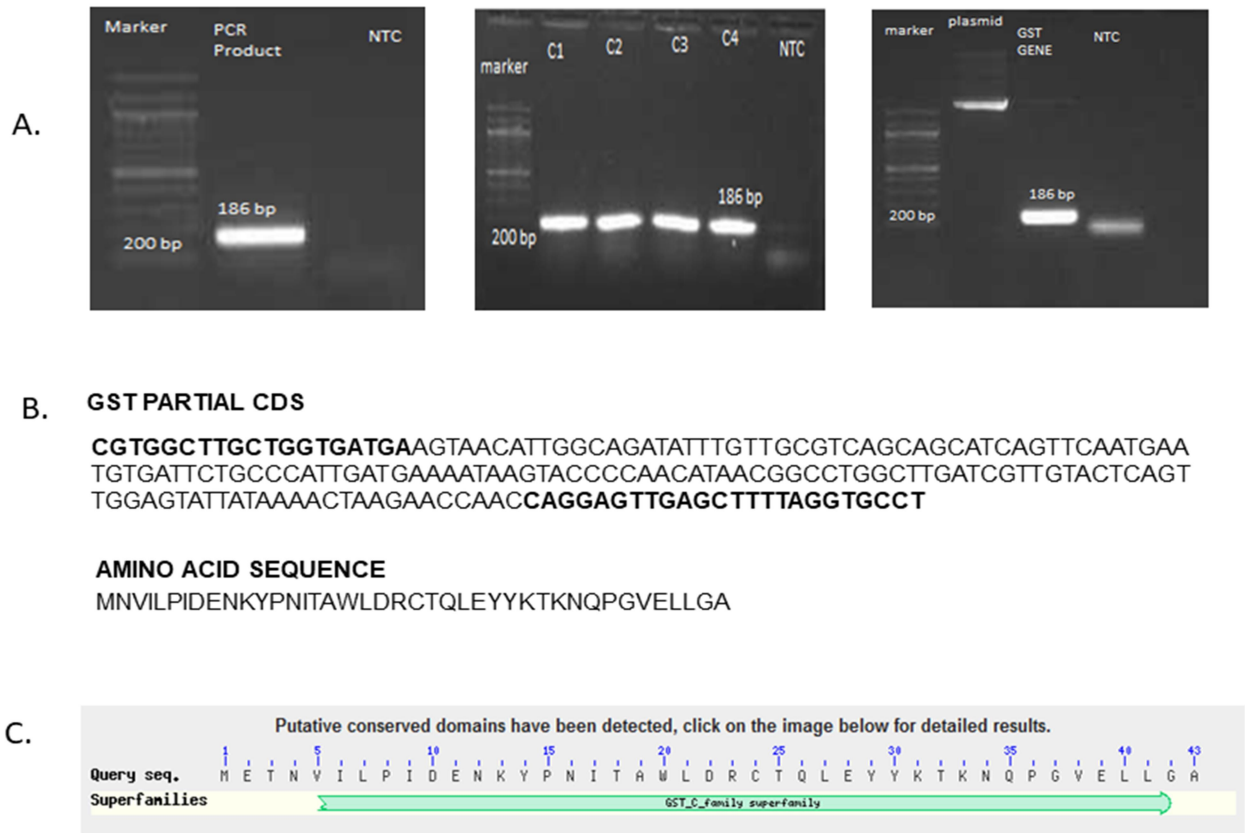 A.
Marker
PCR
Product
NTC
186 bp
200 bp
marker
C1
C2
C3
C4
NTC
186 bp
200 bp
marker
plasmid
GST
GENE
NTC
186 bp
200 bp
B.
GST PARTIAL CDS
CGTGGCTTGCTGGTGATGAAGTAACATTGGCAGATATTTGTTGCGTCAGCAGCATCAGTTCAATGAA
TGTGATTCTGCCCATTGATGAAAATAAGTACCCCAACATAACGGCCTGGCTTGATCGTTGTACTCAGT
TGGAGTATTATAAAACTAAGAACCAACCAGGAGTTGAGCTTTTAGGTGCCT
AMINO ACID SEQUENCE
MNVILPIDENKYPNITAWLDRCTQLEYYKTKNQPGVELLGA
C.
Putative conserved domains have been detected, click on the image below for detailed results.
1 5 10 15 20 25 30 35 40 43
Query seq. M E T N V I L P I D E N K Y P N I T A W L D R C T Q L E Y Y K T K N Q P G V E L L G A
Superfamilies GST_C_family superfamily